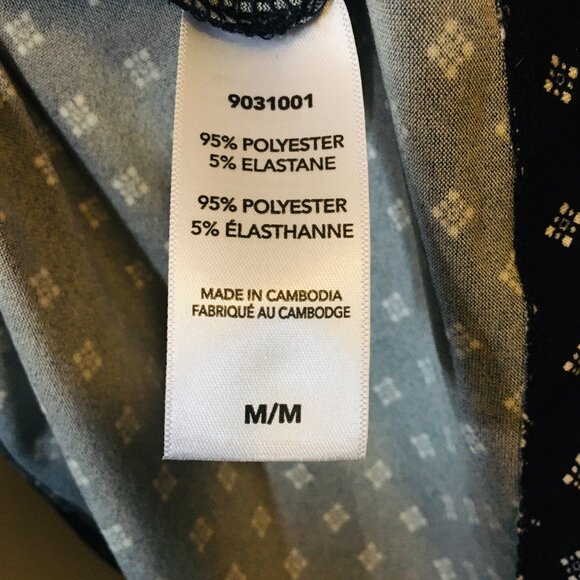 9031001
95% POLYESTER
5% ELASTANE
95% POLYESTER
5% ÉLASTHANNE
MADE IN CAMBODIA
FABRIQUÉ AU CAMBODGE
M/M